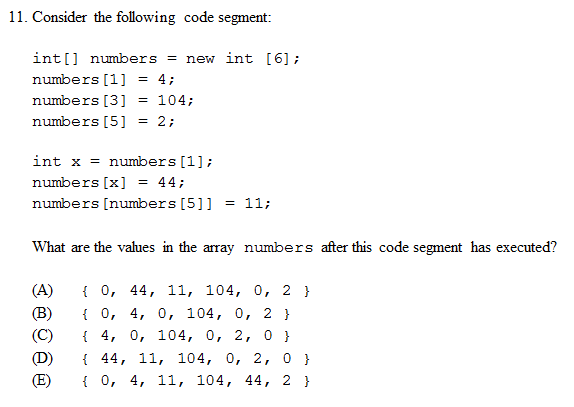 11. Consider the following code segment:
int[] numbers = new int [6];
numbers[1] = 4;
numbers[3] = 104;
numbers[5] = 2;
int x = numbers[1];
numbers[x] = 44;
numbers[numbers[5]] = 11;
What are the values in the array numbers after this code segment has executed?
(A) { 0, 44, 11, 104, 0, 2 }
(B) { 0, 4, 0, 104, 0, 2 }
(C) { 4, 0, 104, 0, 2, 0 }
(D) { 44, 11, 104, 0, 2, 0 }
(E) { 0, 4, 11, 104, 44, 2 }